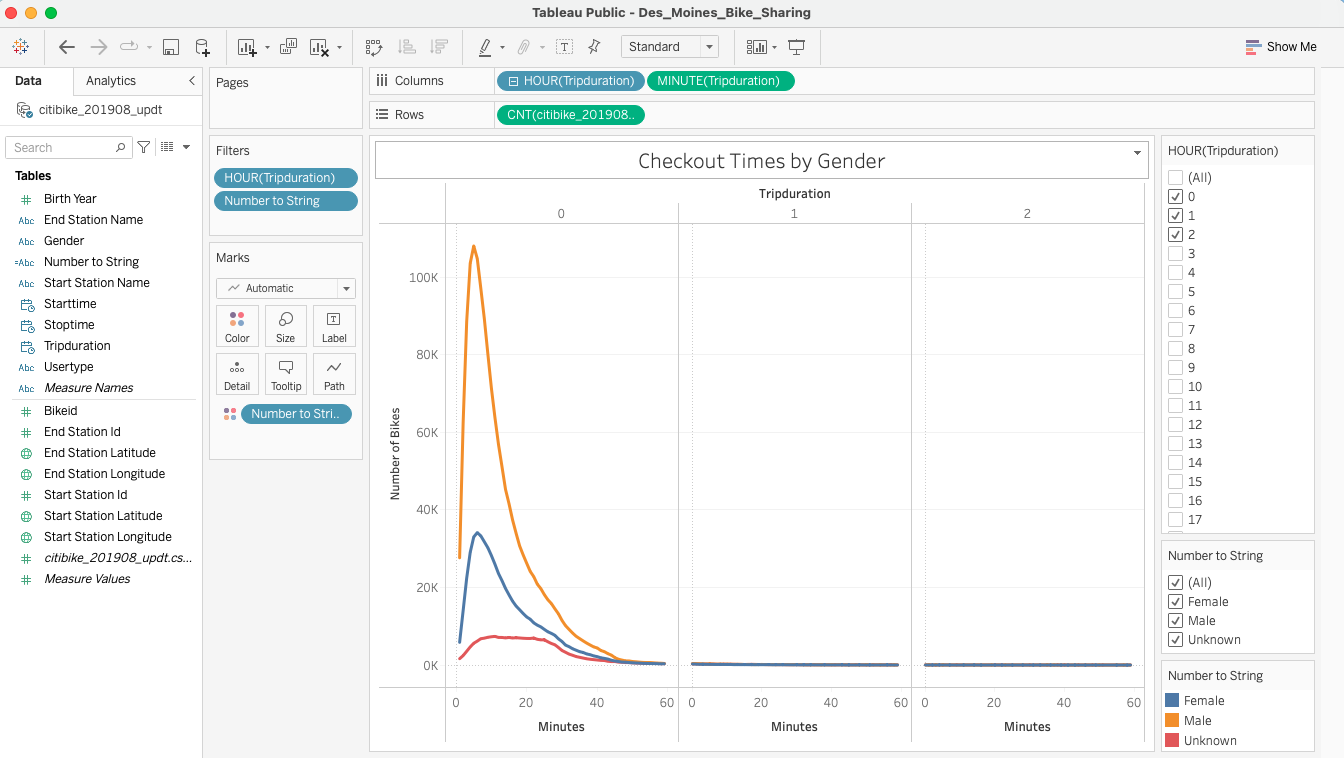 Tableau Public - Des_Moines_Bike_Sharing
Standard
Show Me
Data
Analytics
citibike_201908_updt
Search
Tables
Birth Year
Abc End Station Name
Abc Gender
=Abc Number to String
Abc Start Station Name
Starttime
Stoptime
Tripduration
Abc Usertype
Abc Measure Names
Bikeid
End Station Id
End Station Latitude
End Station Longitude
Start Station Id
Start Station Latitude
Start Station Longitude
citibike_201908_updt.cs...
Measure Values
Pages
Filters
HOUR(Tripduration)
Number to String
Marks
Automatic
Color
Size
Label
Detail
Tooltip
Path
Number to Stri..
Columns
HOUR(Tripduration)
MINUTE(Tripduration)
Rows
CNT(citibike_201908..
Checkout Times by Gender
Tripduration
0
1
2
Number of Bikes
100K
80K
60K
40K
20K
0K
0 20 40 60
0 20 40 60
0 20 40 60
Minutes
Minutes
Minutes
HOUR(Tripduration)
(All)
0
1
2
3
4
5
6
7
8
9
10
11
12
13
14
15
16
17
Number to String
(All)
Female
Male
Unknown
Number to String
Female
Male
Unknown